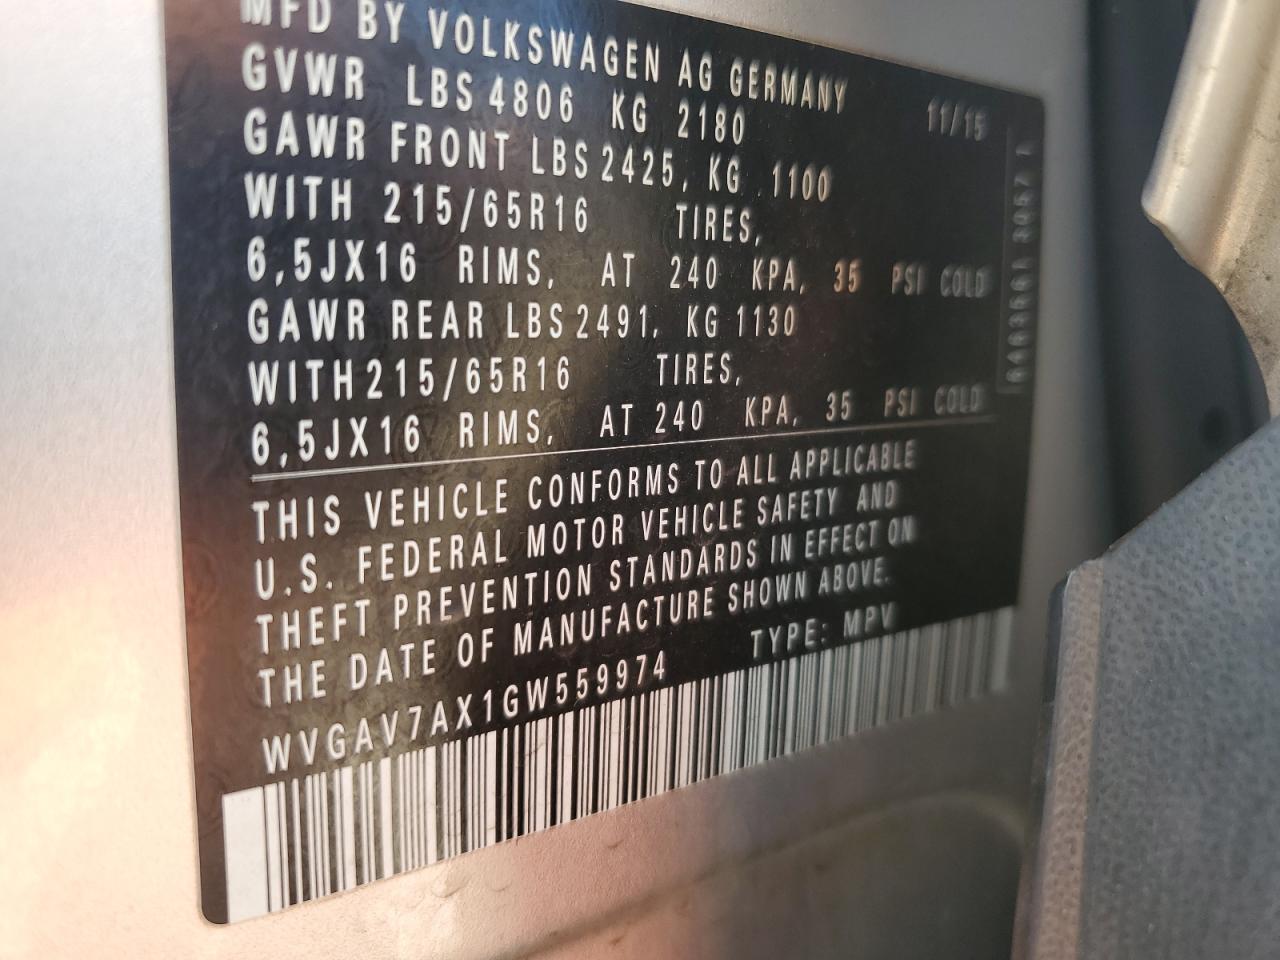 MFD BY VOLKSWAGEN AG GERMANY 11/15
GVWR LBS 4806 KG 2180
GAWR FRONT LBS 2425, KG 1100
WITH 215/65R16 TIRES,
6,5JX16 RIMS, AT 240 KPA, 35 PSI COLD
GAWR REAR LBS 2491, KG 1130
WITH 215/65R16 TIRES,
6,5JX16 RIMS, AT 240 KPA, 35 PSI COLD
THIS VEHICLE CONFORMS TO ALL APPLICABLE
U.S. FEDERAL MOTOR VEHICLE SAFETY AND
THEFT PREVENTION STANDARDS IN EFFECT ON
THE DATE OF MANUFACTURE SHOWN ABOVE.
WVGAV7AX1GW559974 TYPE: MPV